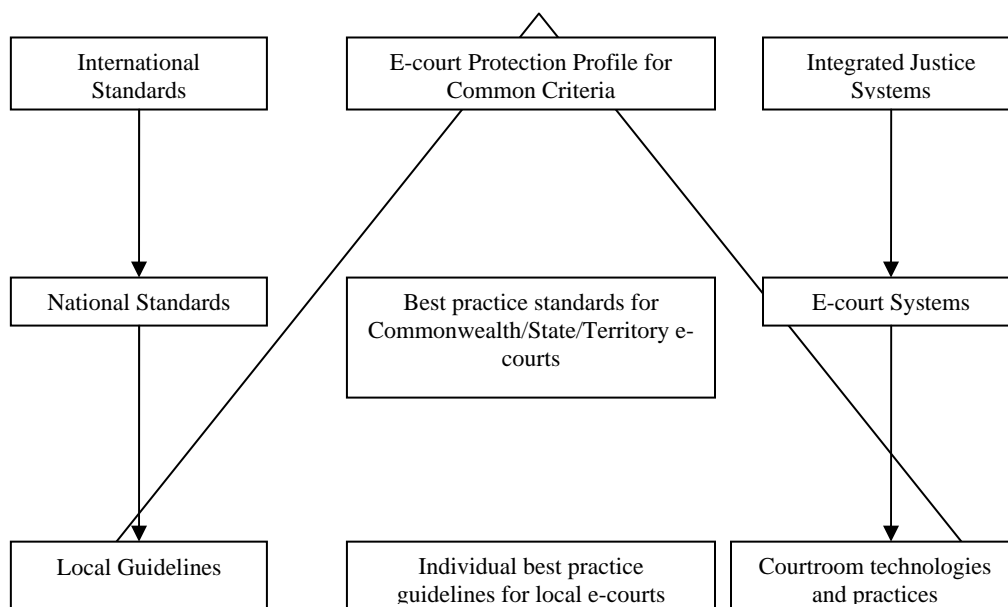 International
Standards
E-court Protection Profile for
Common Criteria
Integrated Justice
Systems
National Standards
Best practice standards for
Commonwealth/State/Territory e-
courts
E-court Systems
Local Guidelines
Individual best practice
guidelines for local e-courts
Courtroom technologies
and practices